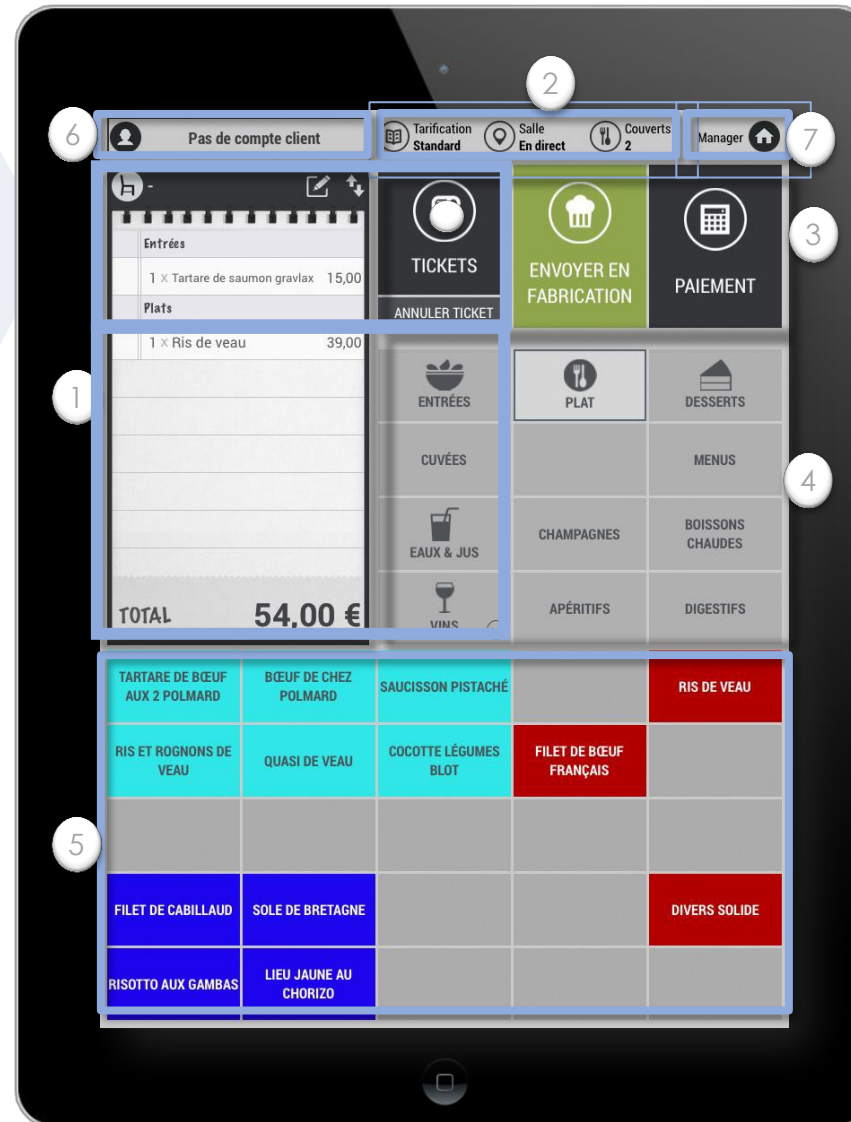 2
6
Pas de compte client
Tarification
Standard
Salle
En direct
Couverts
2
Manager
7
-
Entrées
1 x Tartare de saumon gravlax 15,00
Plats
1 x Ris de veau 39,00
TOTAL 54,00 €
1
TICKETS
ANNULER TICKET
ENVOYER EN
FABRICATION
PAIEMENT
3
ENTRÉES
PLAT
DESSERTS
CUVÉES
MENUS
4
EAUX & JUS
CHAMPAGNES
BOISSONS
CHAUDES
VINS
APÉRITIFS
DIGESTIFS
TARTARE DE BŒUF
AUX 2 POLMARD
BŒUF DE CHEZ
POLMARD
SAUCISSON PISTACHÉ
RIS DE VEAU
RIS ET ROGNONS DE
VEAU
QUASI DE VEAU
COCOTTE LÉGUMES
BLOT
FILET DE BŒUF
FRANÇAIS
5
FILET DE CABILLAUD
SOLE DE BRETAGNE
DIVERS SOLIDE
RISOTTO AUX GAMBAS
LIEU JAUNE AU
CHORIZO